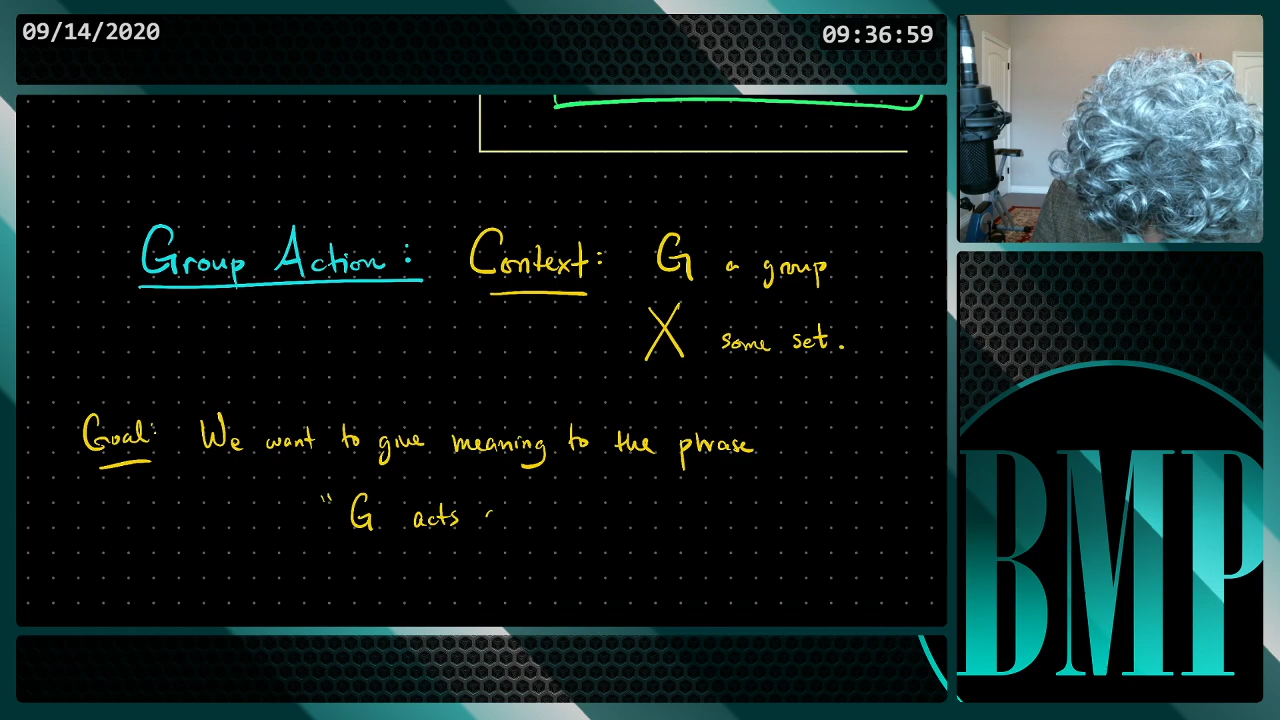 09/14/2020
09:36:59
Group Action: Context: G a group
X some set.
Goal: We want to give meaning to the phrase
" G acts
BMP